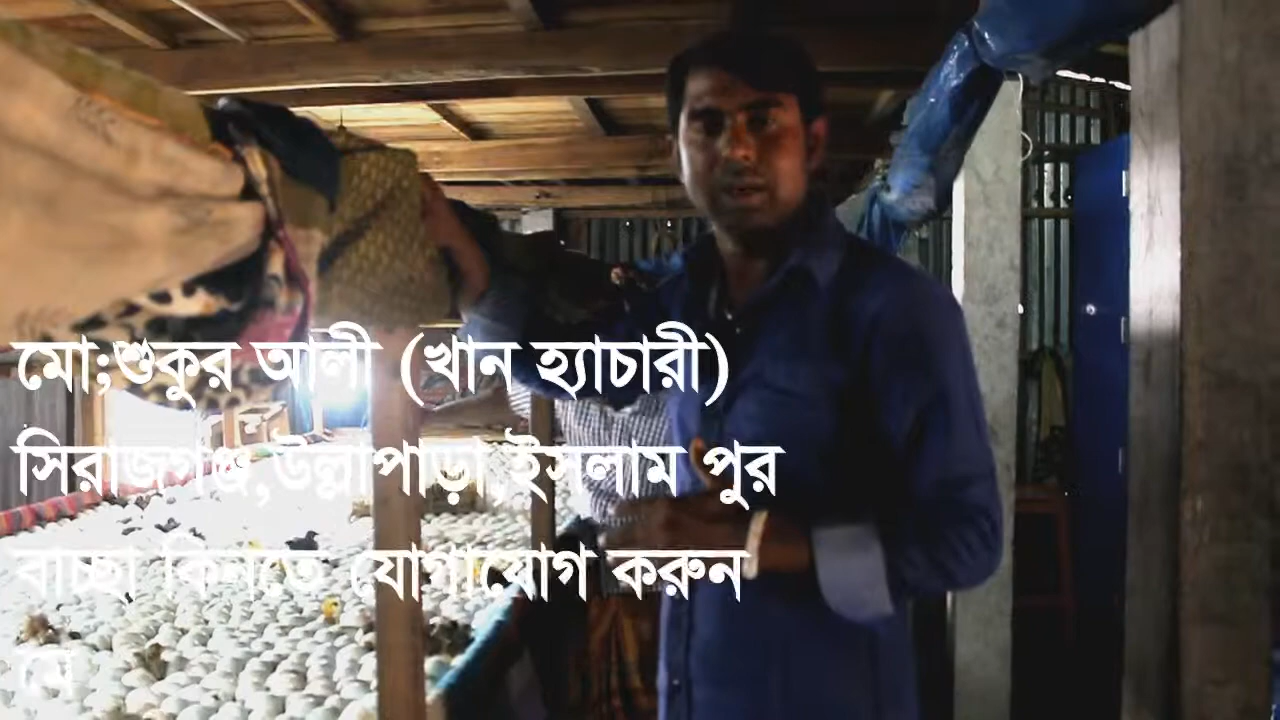 মো;শুকুর আলী (খান হ্যাচারী)
সিরাজগঞ্জ,উল্লাপাড়া,ইসলাম পুর
বাচ্ছা কিনতে যোগাযোগ করুন
মে